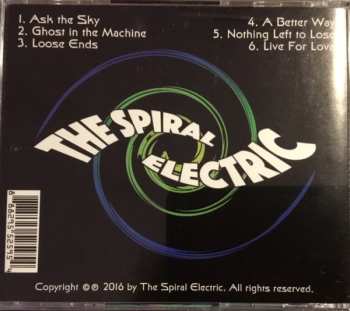 1. Ask the Sky
2. Ghost in the Machine
3. Loose Ends
4. A Better Way
5. Nothing Left to Lose
6. Live For Love
THE SPIRAL
ELECTRIC
Copyright ©℗ 2016 by The Spiral Electric. All rights reserved.